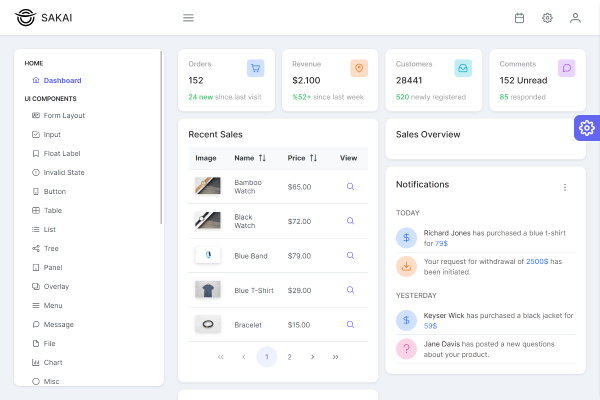 SAKAI
HOME
Dashboard
UI COMPONENTS
Form Layout
Input
Float Label
Invalid State
Button
Table
List
Tree
Panel
Overlay
Menu
Message
File
Chart
Misc
Orders
152
24 new since last visit
Revenue
$2.100
%52+ since last week
Customers
28441
520 newly registered
Comments
152 Unread
85 responded
Recent Sales
Image Name Price View
Bamboo
Watch
$65.00
Black
Watch
$72.00
Blue Band $79.00
Blue T-Shirt $29.00
Bracelet $15.00
« ‹ 1 2 › »
Sales Overview
Notifications
TODAY
Richard Jones has purchased a blue t-shirt
for 79$
Your request for withdrawal of 2500$ has
been initiated.
YESTERDAY
Keyser Wick has purchased a black jacket for
59$
Jane Davis has posted a new questions
about your product.